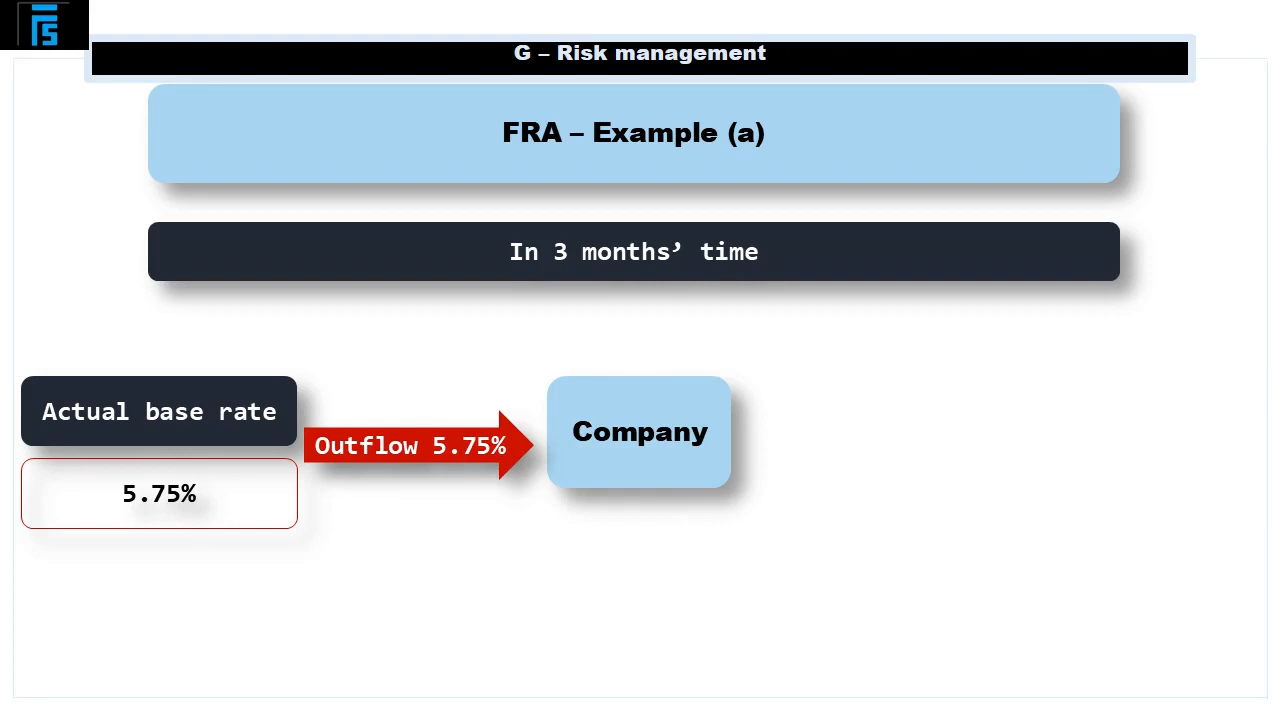 G – Risk management
FRA – Example (a)
In 3 months’ time
Actual base rate
Outflow 5.75%
Company
5.75%